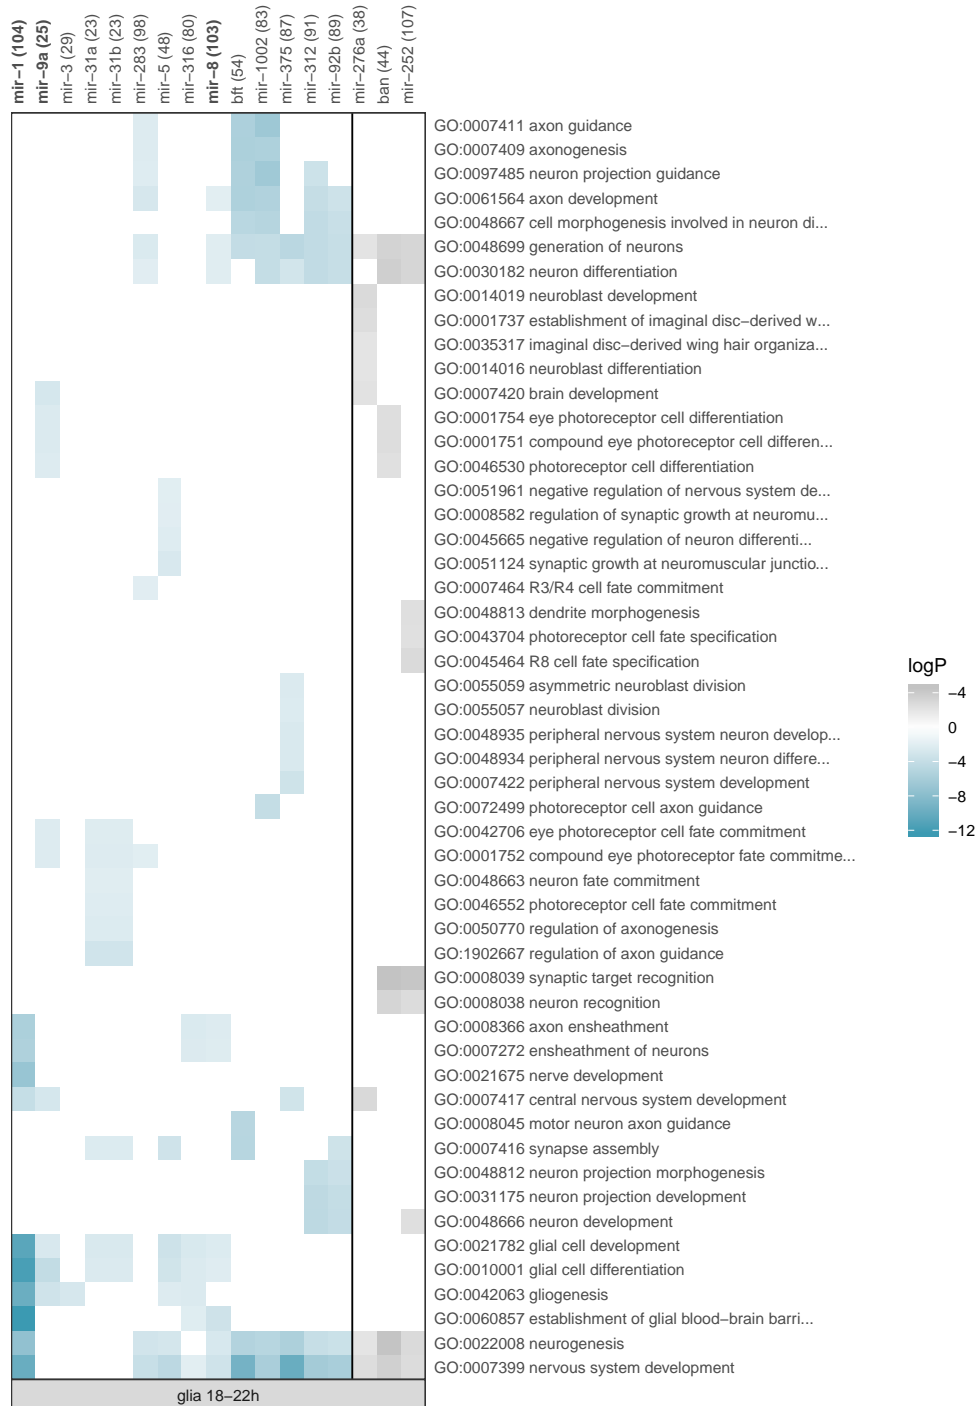 mir−1 (104)
mir−9a (25)
mir−3 (29)
mir−31a (23)
mir−31b (23)
mir−283 (98)
mir−5 (48)
mir−316 (80)
mir−8 (103)
bft (54)
mir−1002 (83)
mir−375 (87)
mir−312 (91)
mir−92b (89)
mir−276a (38)
ban (44)
mir−252 (107)
GO:0007411 axon guidance
GO:0007409 axonogenesis
GO:0097485 neuron projection guidance
GO:0061564 axon development
GO:0048667 cell morphogenesis involved in neuron di...
GO:0048699 generation of neurons
GO:0030182 neuron differentiation
GO:0014019 neuroblast development
GO:0001737 establishment of imaginal disc−derived w...
GO:0035317 imaginal disc−derived wing hair organiza...
GO:0014016 neuroblast differentiation
GO:0007420 brain development
GO:0001754 eye photoreceptor cell differentiation
GO:0001751 compound eye photoreceptor cell differen...
GO:0046530 photoreceptor cell differentiation
GO:0051961 negative regulation of nervous system de...
GO:0008582 regulation of synaptic growth at neuromu...
GO:0045665 negative regulation of neuron differenti...
GO:0051124 synaptic growth at neuromuscular junctio...
GO:0007464 R3/R4 cell fate commitment
GO:0048813 dendrite morphogenesis
GO:0043704 photoreceptor cell fate specification
GO:0045464 R8 cell fate specification
GO:0055059 asymmetric neuroblast division
GO:0055057 neuroblast division
GO:0048935 peripheral nervous system neuron develop...
GO:0048934 peripheral nervous system neuron differe...
GO:0007422 peripheral nervous system development
GO:0072499 photoreceptor cell axon guidance
GO:0042706 eye photoreceptor cell fate commitment
GO:0001752 compound eye photoreceptor fate commitme...
GO:0048663 neuron fate commitment
GO:0046552 photoreceptor cell fate commitment
GO:0050770 regulation of axonogenesis
GO:1902667 regulation of axon guidance
GO:0008039 synaptic target recognition
GO:0008038 neuron recognition
GO:0008366 axon ensheathment
GO:0007272 ensheathment of neurons
GO:0021675 nerve development
GO:0007417 central nervous system development
GO:0008045 motor neuron axon guidance
GO:0007416 synapse assembly
GO:0048812 neuron projection morphogenesis
GO:0031175 neuron projection development
GO:0048666 neuron development
GO:0021782 glial cell development
GO:0010001 glial cell differentiation
GO:0042063 gliogenesis
GO:0060857 establishment of glial blood−brain barri...
GO:0022008 neurogenesis
GO:0007399 nervous system development
glia 18−22h
logP
−4
0
−4
−8
−12